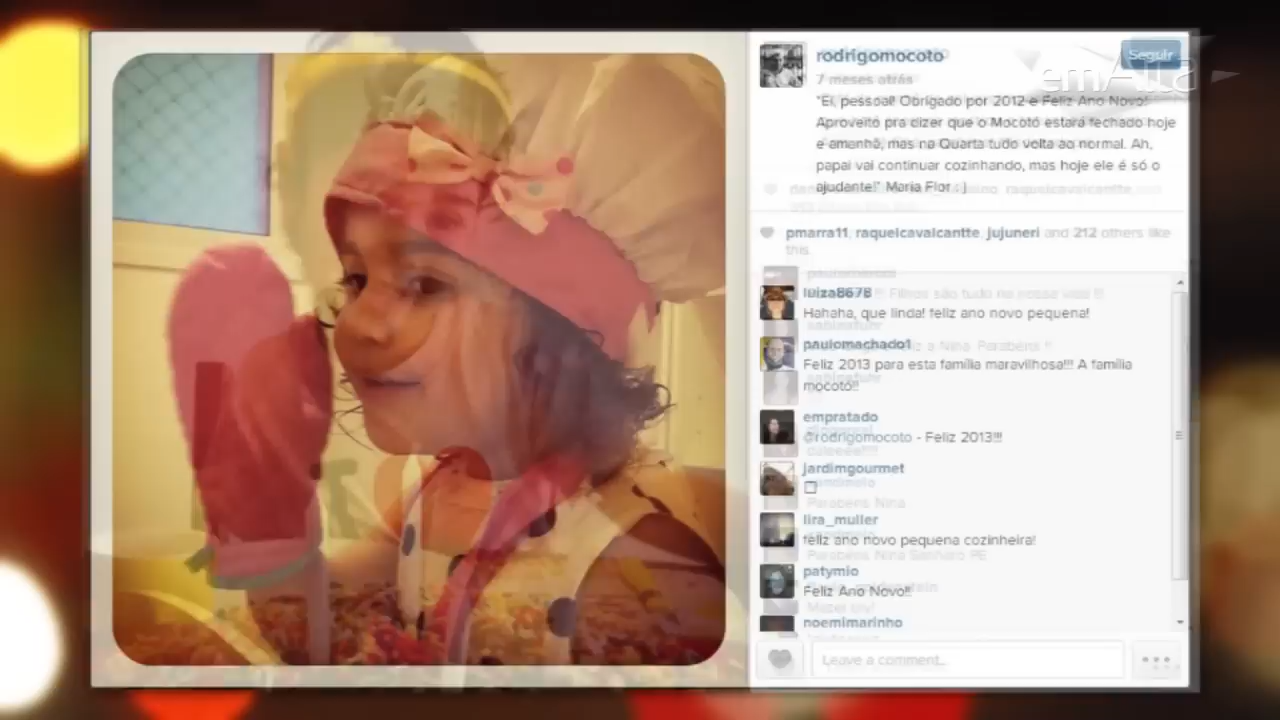 rodrigomocoto
Seguir
emAlta
7 meses atrás
"Ei, pessoal! Obrigado por 2012 e Feliz Ano Novo!
Aproveito pra dizer que o Mocotó estará fechado hoje
e amanhã, mas na Quarta tudo volta ao normal. Ah,
papai vai continuar cozinhando, mas hoje ele é só o
ajudante!" Maria Flor :]
pmarra11, raquelcavalcantte, jujuneri and 212 others like
this.
luiza8678
Hahaha, que linda! feliz ano novo pequena!
paulomachado1
Feliz 2013 para esta família maravilhosa!!! A família
mocotó!!
empratado
@rodrigomocoto - Feliz 2013!!!
jardimgourmet
lira_muller
feliz ano novo pequena cozinheira!
patymio
Feliz Ano Novo!!
noemimarinho
Leave a comment...